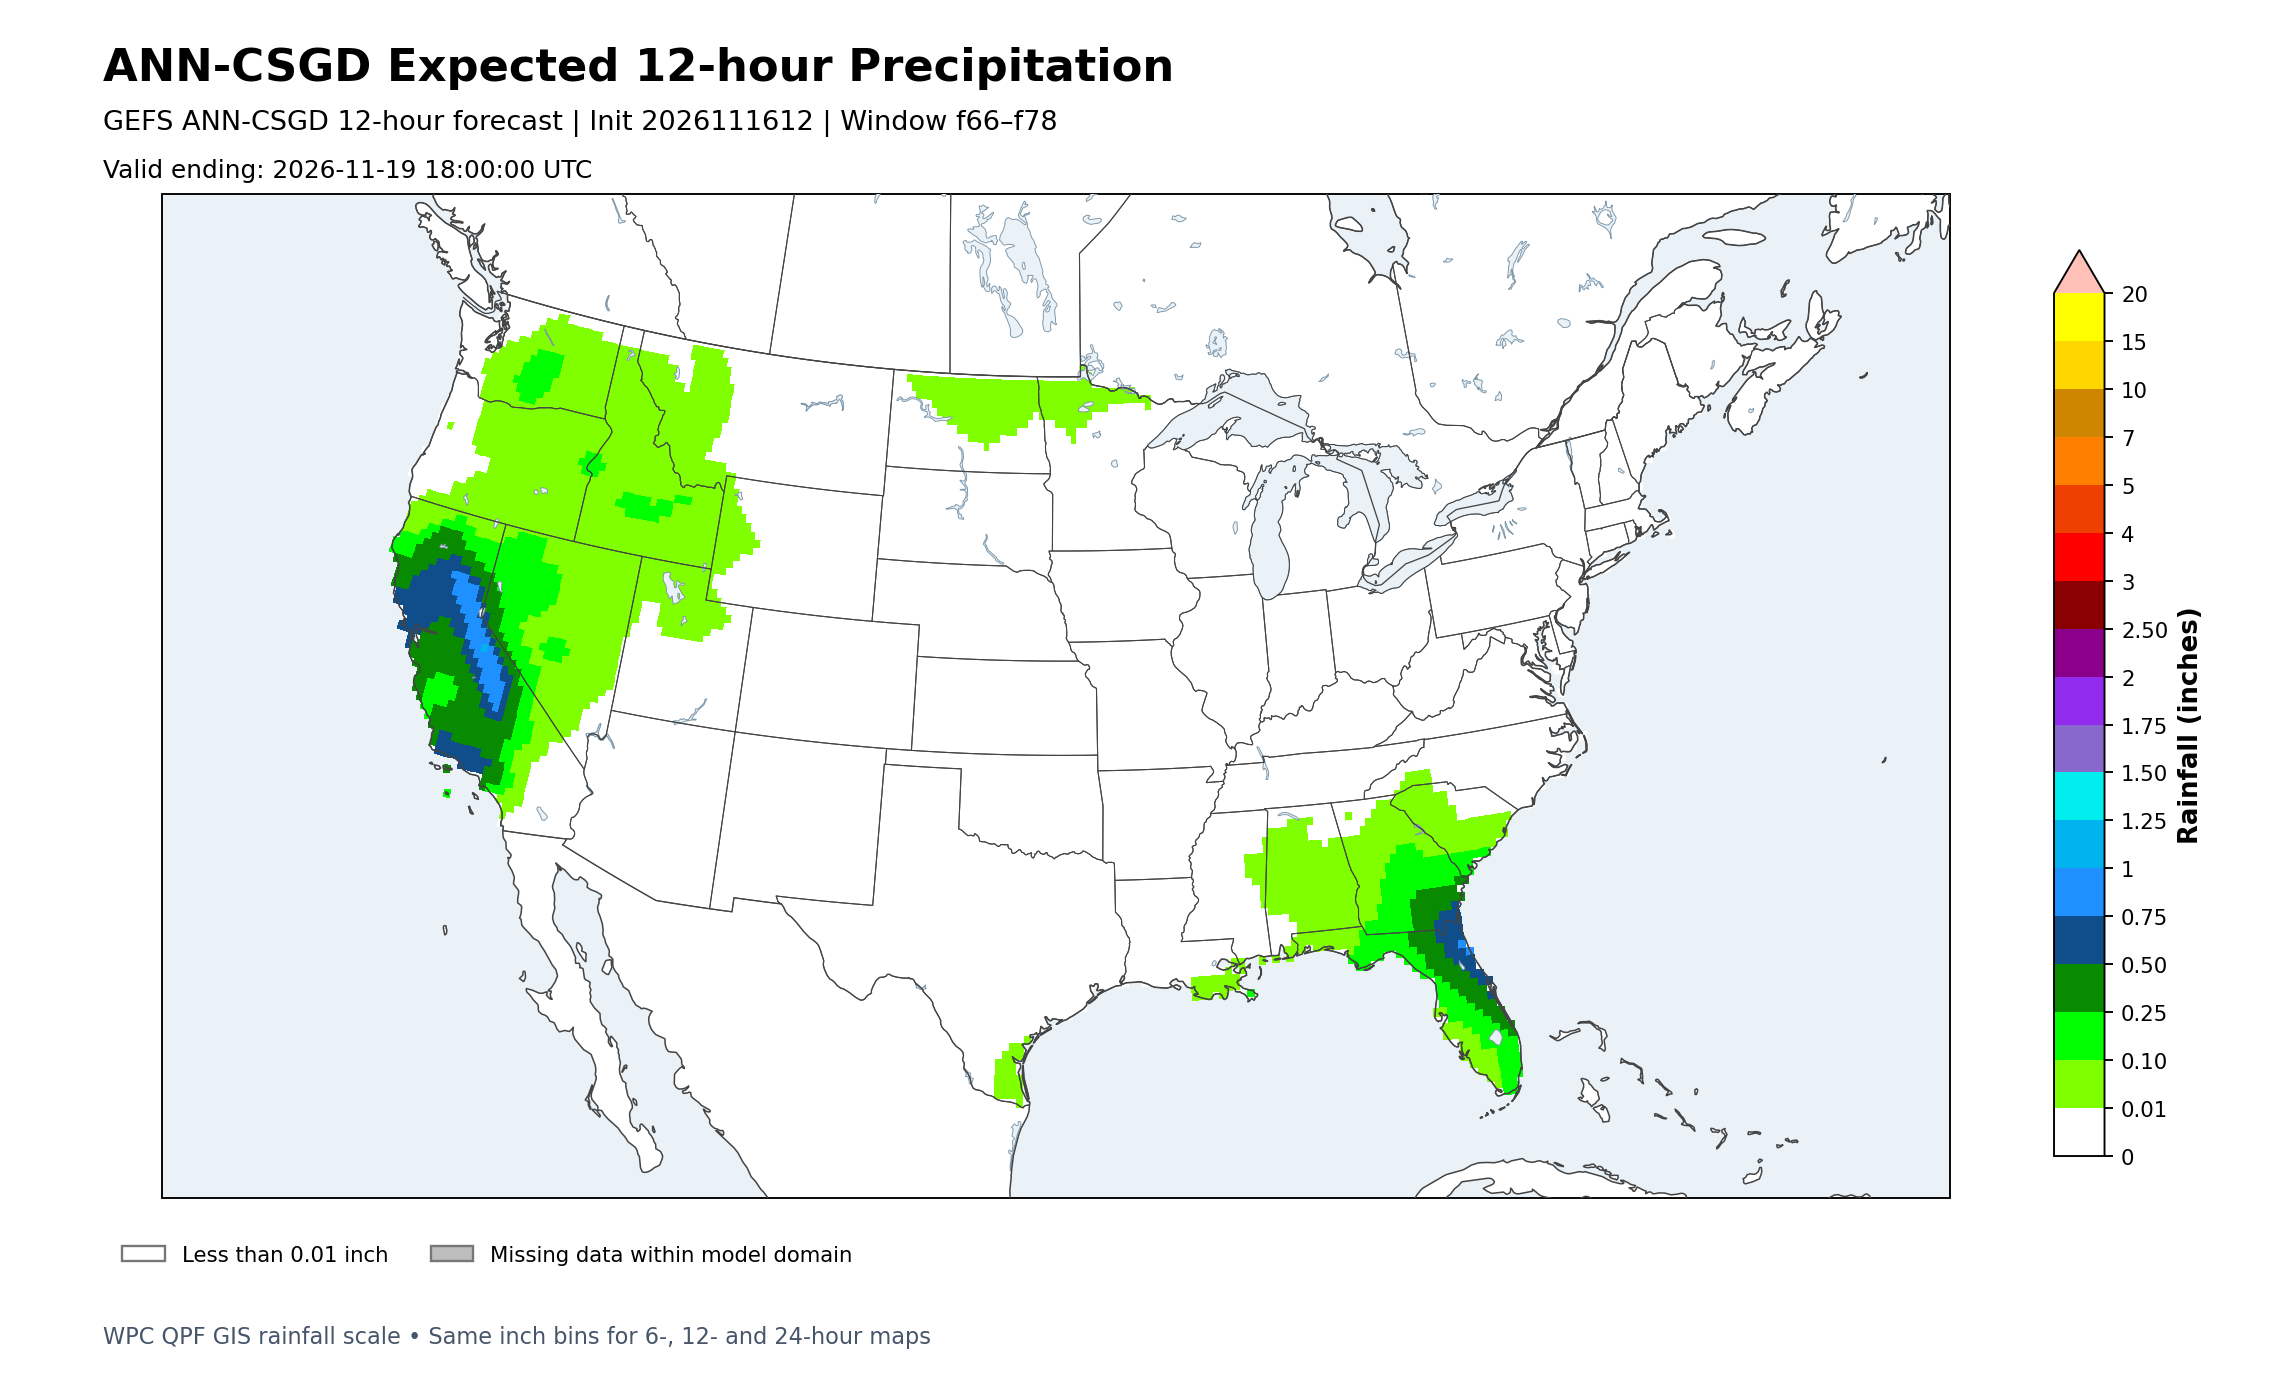 ANN-CSGD Expected 12-hour Precipitation
GEFS ANN-CSGD 12-hour forecast | Init 2026111612 | Window f66–f78
Valid ending: 2026-11-19 18:00:00 UTC
20
15
10
7
5
4
3
2.50
2
1.75
1.50
1.25
1
0.75
0.50
0.25
0.10
0.01
0
Rainfall (inches)
Less than 0.01 inch
Missing data within model domain
WPC QPF GIS rainfall scale • Same inch bins for 6-, 12- and 24-hour maps